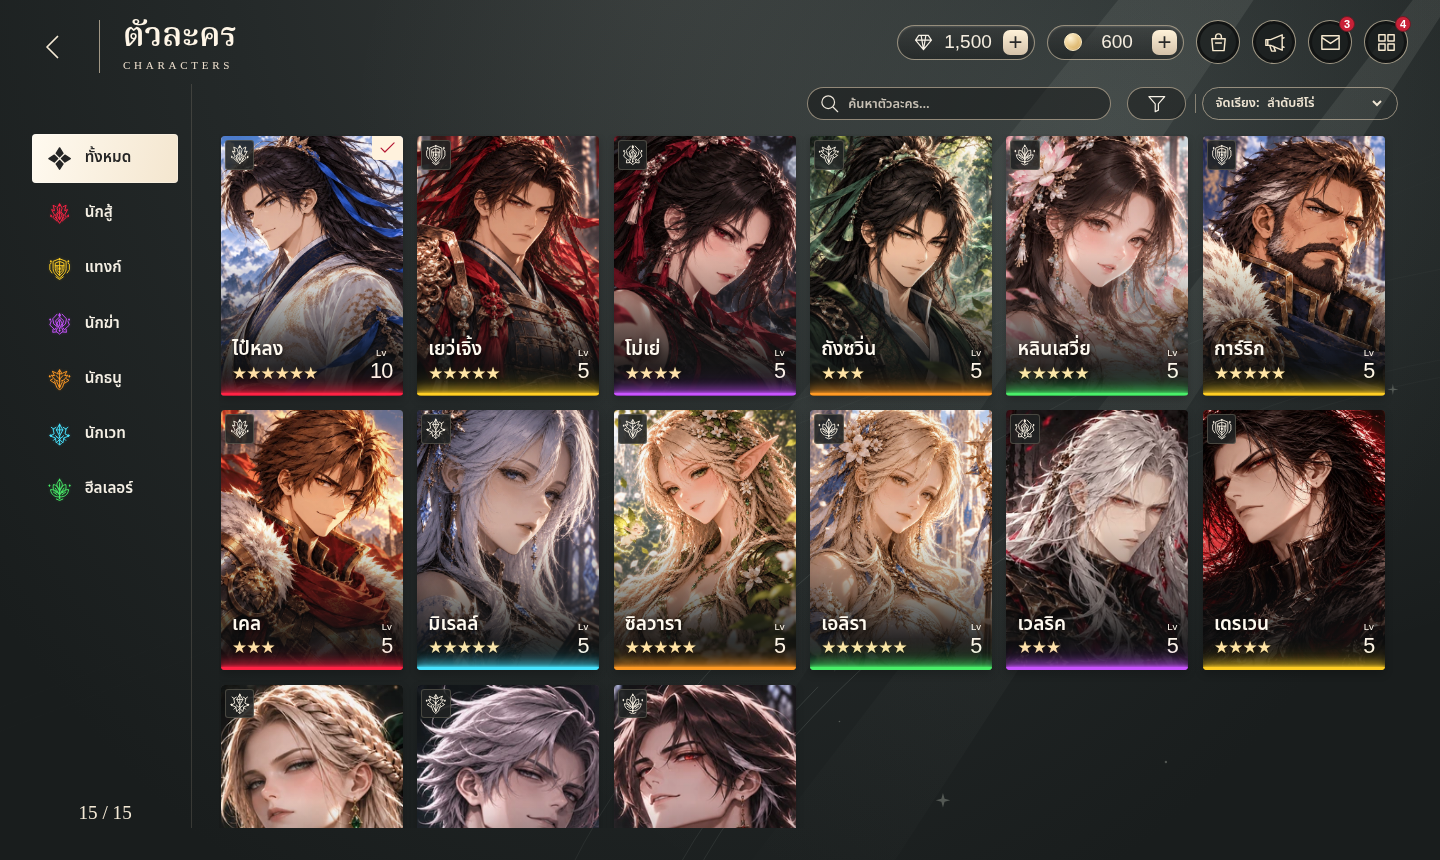 ตัวละคร
CHARACTERS
1,500
600
3
4
ค้นหาตัวละคร...
จัดเรียง: ลำดับฮีโร่
ทั้งหมด
นักสู้
แทงก์
นักฆ่า
นักธนู
นักเวท
ฮีลเลอร์
15 / 15
ไป๋หลง
Lv
10
เยว่เจิ้ง
Lv
5
โม่เย่
Lv
5
ถังซวิ่น
Lv
5
หลินเสวี่ย
Lv
5
การ์ริก
Lv
5
เคล
Lv
5
มิเรลล์
Lv
5
ซิลวารา
Lv
5
เอลิรา
Lv
5
เวลริค
Lv
5
เดรเวน
Lv
5